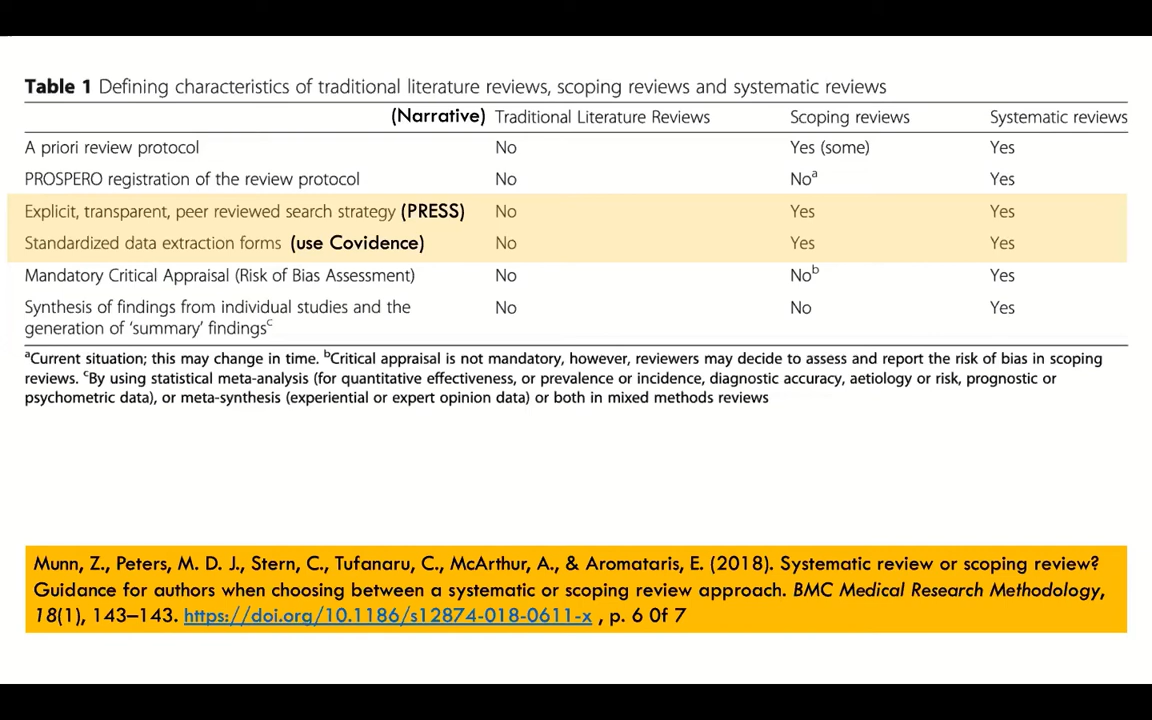 Table 1 Defining characteristics of traditional literature reviews, scoping reviews and systematic reviews
(Narrative) Traditional Literature Reviews Scoping reviews Systematic reviews
A priori review protocol No Yes (some) Yes
PROSPERO registration of the review protocol No Noa Yes
Explicit, transparent, peer reviewed search strategy (PRESS) No Yes Yes
Standardized data extraction forms (use Covidence) No Yes Yes
Mandatory Critical Appraisal (Risk of Bias Assessment) No Nob Yes
Synthesis of findings from individual studies and the No No Yes
generation of ‘summary’ findingsc
aCurrent situation; this may change in time. bCritical appraisal is not mandatory, however, reviewers may decide to assess and report the risk of bias in scoping
reviews. cBy using statistical meta-analysis (for quantitative effectiveness, or prevalence or incidence, diagnostic accuracy, aetiology or risk, prognostic or
psychometric data), or meta-synthesis (experiential or expert opinion data) or both in mixed methods reviews
Munn, Z., Peters, M. D. J., Stern, C., Tufanaru, C., McArthur, A., & Aromataris, E. (2018). Systematic review or scoping review?
Guidance for authors when choosing between a systematic or scoping review approach. BMC Medical Research Methodology,
18(1), 143–143. https://doi.org/10.1186/s12874-018-0611-x , p. 6 0f 7